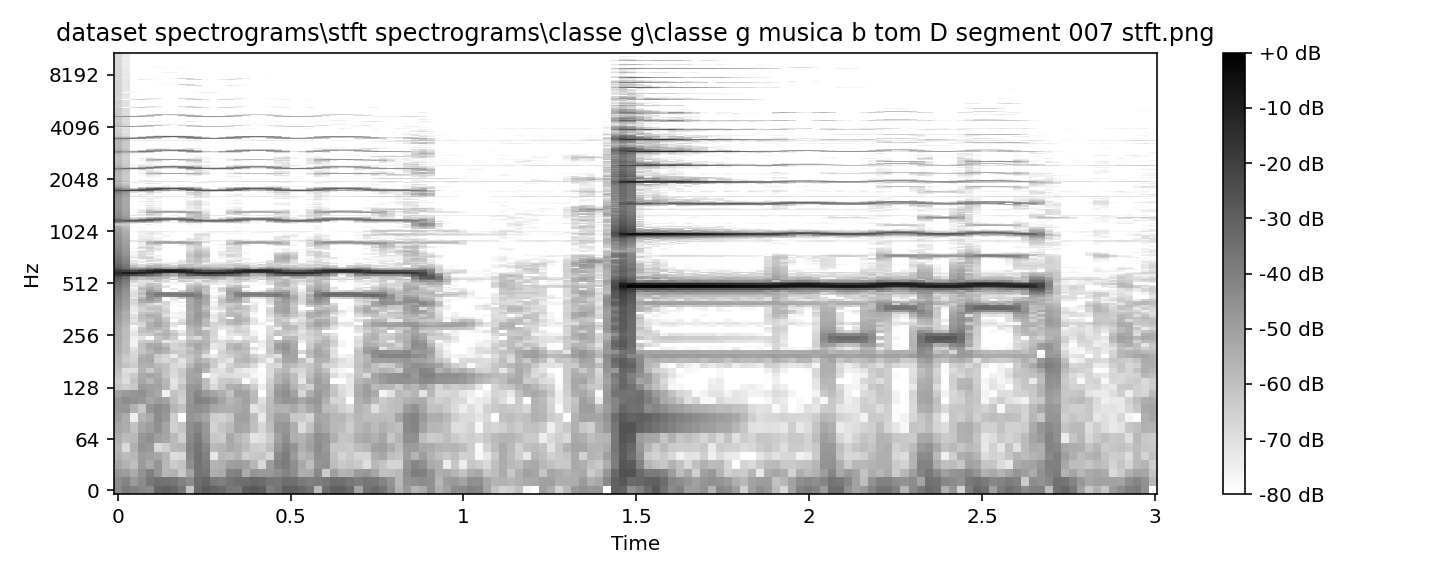 dataset spectrograms\stft spectrograms\classe g\classe g musica b tom D segment 007 stft.png
8192
4096
2048
1024
512
256
128
64
0
Hz
0
0.5
1
1.5
2
2.5
3
Time
+0 dB
-10 dB
-20 dB
-30 dB
-40 dB
-50 dB
-60 dB
-70 dB
-80 dB